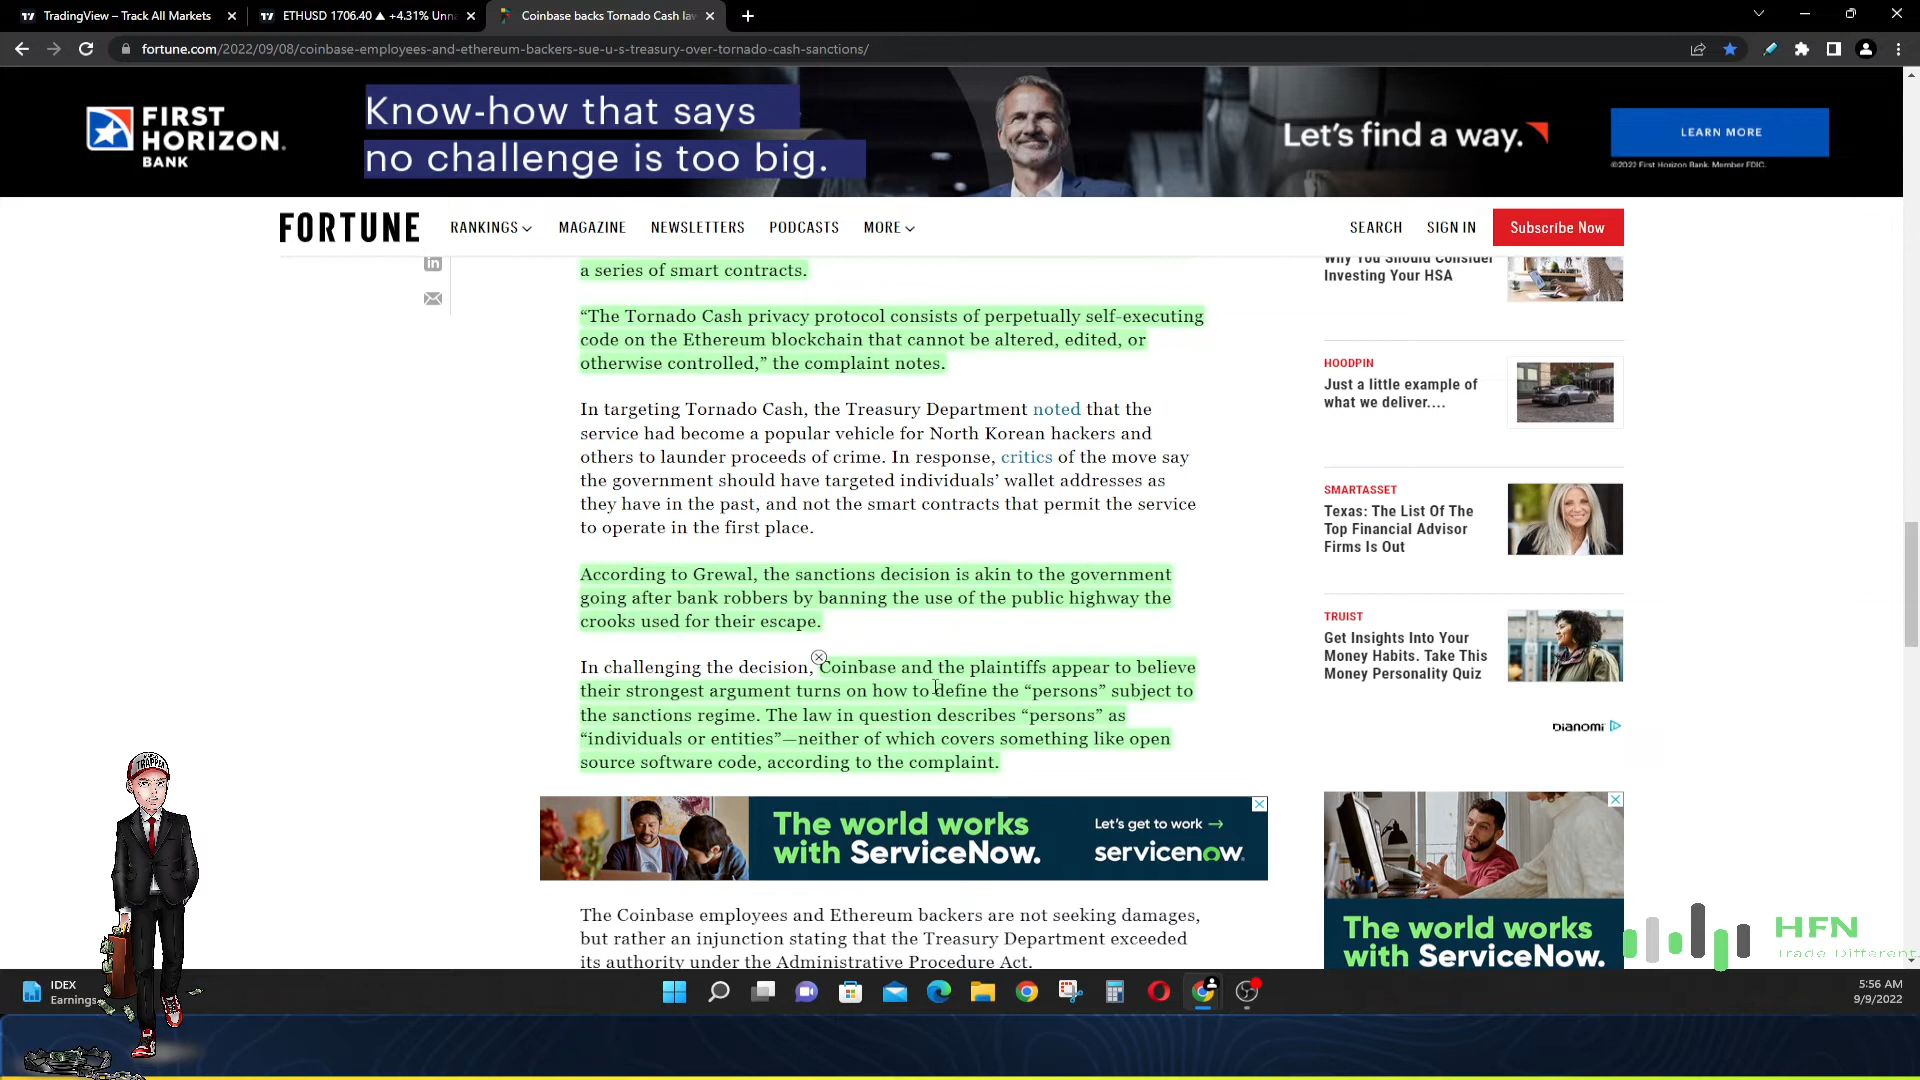 TradingView – Track All Markets
ETHUSD 1706.40 ▲ +4.31% Unna
Coinbase backs Tornado Cash law
fortune.com/2022/09/08/coinbase-employees-and-ethereum-backers-sue-u-s-treasury-over-tornado-cash-sanctions/
FIRST
HORIZON.
BANK
Know-how that says
no challenge is too big.
Let's find a way.
LEARN MORE
©2022 First Horizon Bank. Member FDIC.
FORTUNE
RANKINGS
MAGAZINE
NEWSLETTERS
PODCASTS
MORE
SEARCH
SIGN IN
Subscribe Now
a series of smart contracts.
“The Tornado Cash privacy protocol consists of perpetually self-executing
code on the Ethereum blockchain that cannot be altered, edited, or
otherwise controlled,” the complaint notes.
In targeting Tornado Cash, the Treasury Department noted that the
service had become a popular vehicle for North Korean hackers and
others to launder proceeds of crime. In response, critics of the move say
the government should have targeted individuals’ wallet addresses as
they have in the past, and not the smart contracts that permit the service
to operate in the first place.
According to Grewal, the sanctions decision is akin to the government
going after bank robbers by banning the use of the public highway the
crooks used for their escape.
In challenging the decision, Coinbase and the plaintiffs appear to believe
their strongest argument turns on how to define the “persons” subject to
the sanctions regime. The law in question describes “persons” as
“individuals or entities”—neither of which covers something like open
source software code, according to the complaint.
The world works
with ServiceNow.
Let's get to work →
servicenow.
The Coinbase employees and Ethereum backers are not seeking damages,
but rather an injunction stating that the Treasury Department exceeded
its authority under the Administrative Procedure Act.
Why You Should Consider
Investing Your HSA
HOODPIN
Just a little example of
what we deliver....
SMARTASSET
Texas: The List Of The
Top Financial Advisor
Firms Is Out
TRUIST
Get Insights Into Your
Money Habits. Take This
Money Personality Quiz
DIANOMI
The world works
with ServiceNow.
HFN
Trade Different
TRAPPER
IDEX
Earnings
5:56 AM
9/9/2022